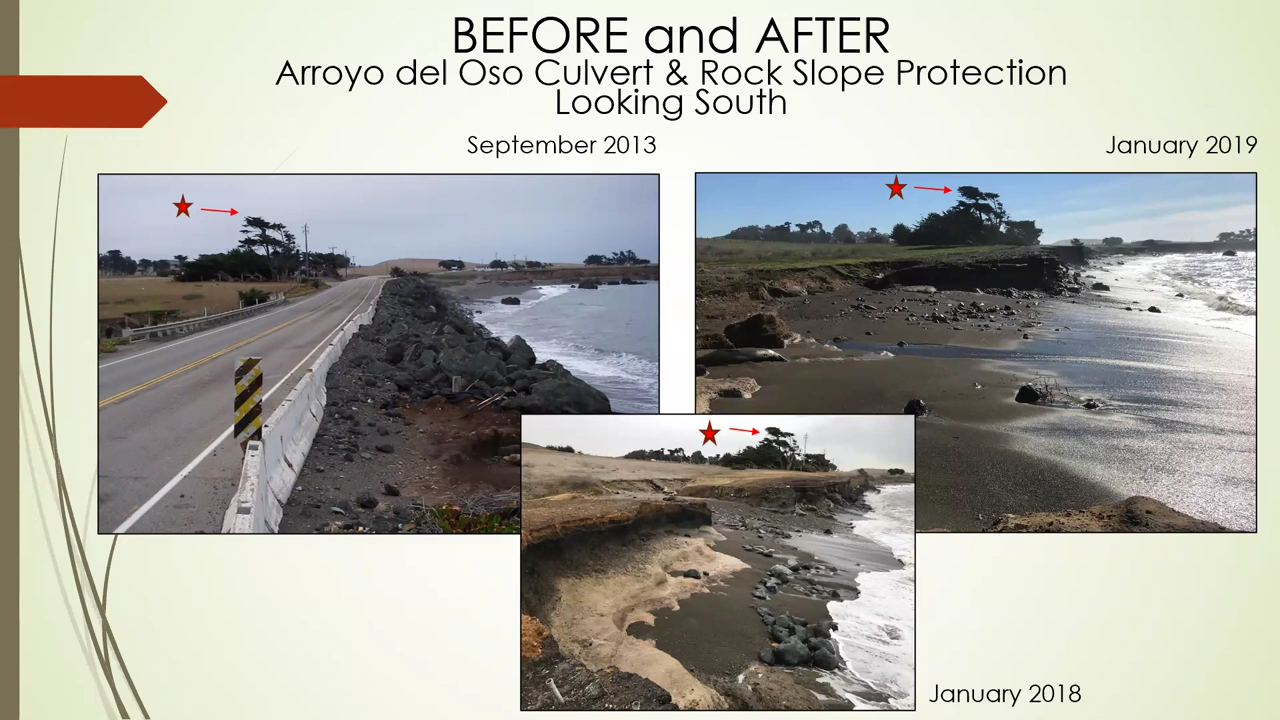 BEFORE and AFTER
Arroyo del Oso Culvert & Rock Slope Protection
Looking South
September 2013
January 2019
January 2018